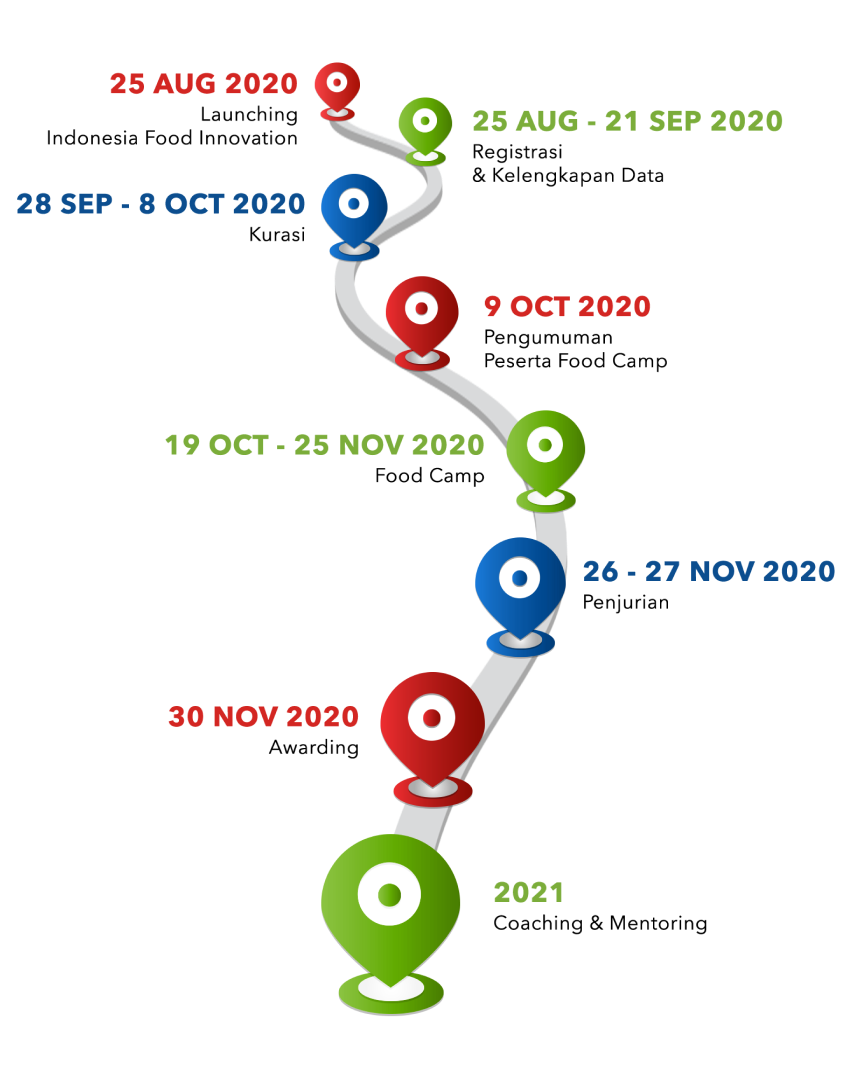 25 AUG 2020
Launching
Indonesia Food Innovation
25 AUG - 21 SEP 2020
Registrasi
& Kelengkapan Data
28 SEP - 8 OCT 2020
Kurasi
9 OCT 2020
Pengumuman
Peserta Food Camp
19 OCT - 25 NOV 2020
Food Camp
26 - 27 NOV 2020
Penjurian
30 NOV 2020
Awarding
2021
Coaching & Mentoring